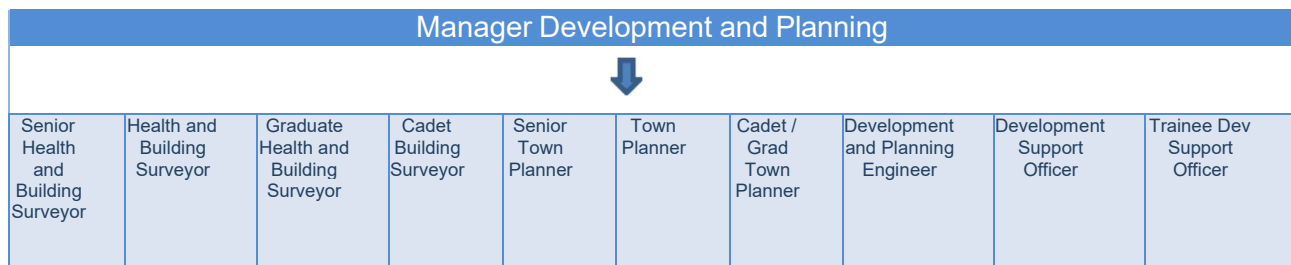 Manager Development and Planning
Senior
Health
and
Building
Surveyor
Health and
Building
Surveyor
Graduate
Health and
Building
Surveyor
Cadet
Building
Surveyor
Senior
Town
Planner
Town
Planner
Cadet /
Grad
Town
Planner
Development
and Planning
Engineer
Development
Support
Officer
Trainee Dev
Support
Officer